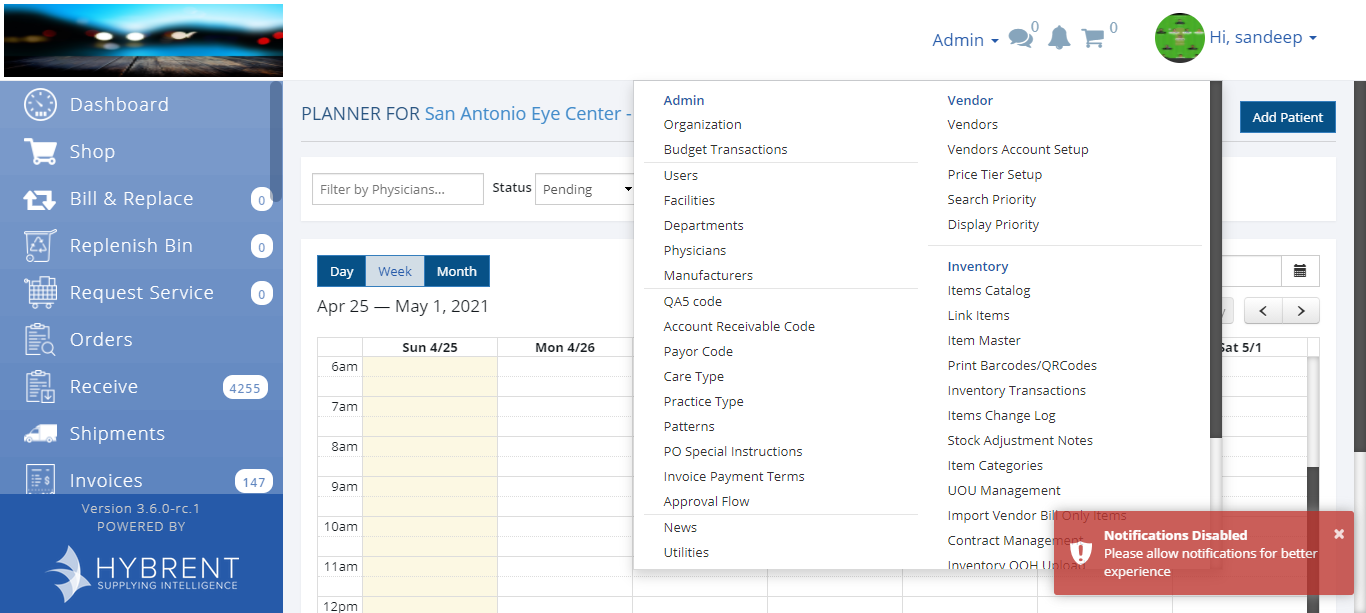 Admin
0
0
Hi, sandeep
Dashboard
Shop
Bill & Replace
0
Replenish Bin
0
Request Service
0
Orders
Receive
4255
Shipments
Invoices
147
Version 3.6.0-rc.1
POWERED BY
HYBRENT
SUPPLYING INTELLIGENCE
PLANNER FOR San Antonio Eye Center -
Add Patient
Filter by Physicians...
Status
Pending
Day
Week
Month
Apr 25 — May 1, 2021
Sun 4/25
Mon 4/26
Sat 5/1
6am
7am
8am
9am
10am
11am
12pm
Admin
Organization
Budget Transactions
Users
Facilities
Departments
Physicians
Manufacturers
QA5 code
Account Receivable Code
Payor Code
Care Type
Practice Type
Patterns
PO Special Instructions
Invoice Payment Terms
Approval Flow
News
Utilities
Vendor
Vendors
Vendors Account Setup
Price Tier Setup
Search Priority
Display Priority
Inventory
Items Catalog
Link Items
Item Master
Print Barcodes/QRCodes
Inventory Transactions
Items Change Log
Stock Adjustment Notes
Item Categories
UOU Management
Import Vendor Bill Only Items
Contract Management
Inventory QOH Upload
Notifications Disabled
Please allow notifications for better
experience